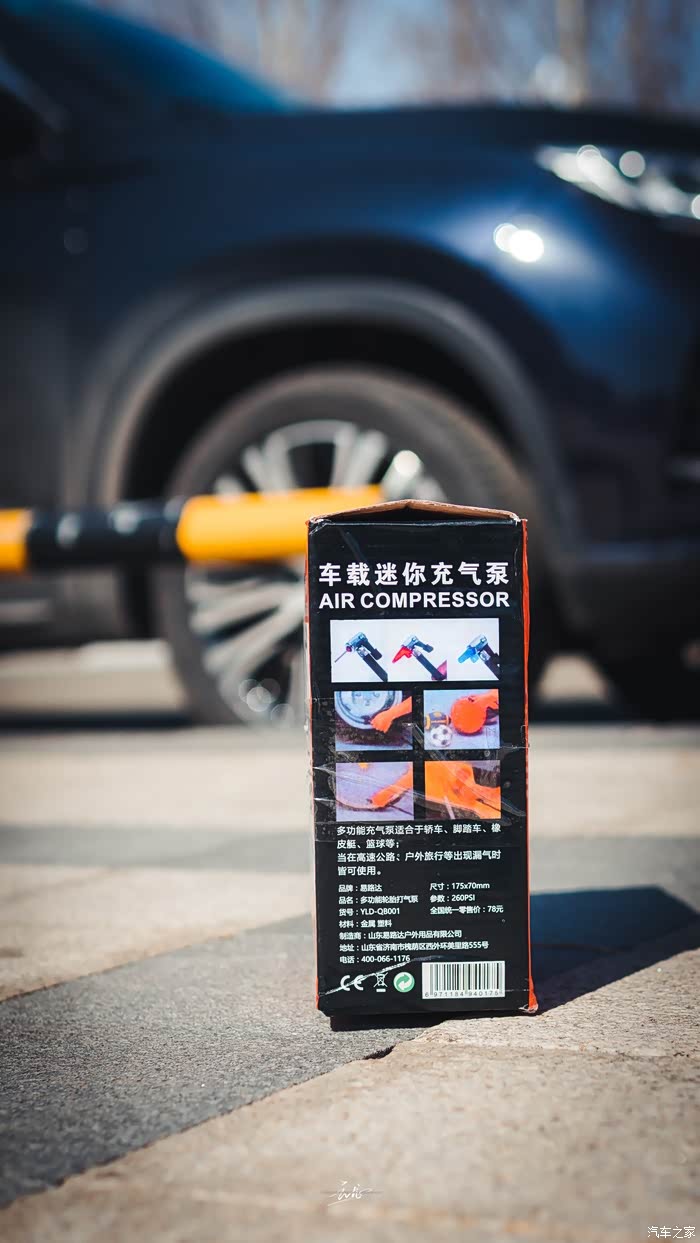 车载迷你充气泵
AIR COMPRESSOR
多功能充气泵适合于轿车、脚踏车、橡
皮艇、篮球等；
当在高速公路、户外旅行等出现漏气时
皆可使用。
品牌：易路达
尺寸：175x70mm
品名：多功能轮胎打气泵
参数：260PSI
货号：YLD-QB001
全国统一零售价：78元
材料：金属 塑料
制造商：山东易路达户外用品有限公司
地址：山东省济南市槐荫区西外环美里路555号
电话：400-066-1176
CE
6 971184 940178
汽车之家